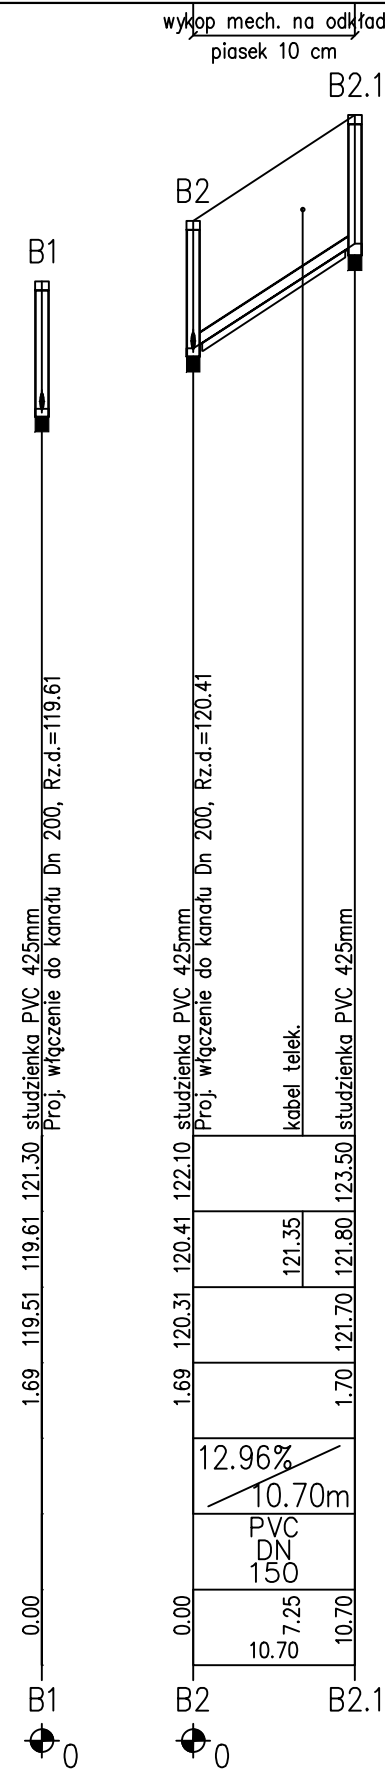 wykop mech. na odkład
piasek 10 cm
B2.1
B2
B1
studzienka PVC 425mm
Proj. włączenie do kanału Dn 200, Rz.d.=119.61
studzienka PVC 425mm
Proj. włączenie do kanału Dn 200, Rz.d.=120.41
kabel telek.
studzienka PVC 425mm
121.30 122.10 123.50
119.61 120.41 121.35 121.80
119.51 120.31 121.70
1.69 1.69 1.70
12.96%
10.70m
PVC
DN
150
0.00 0.00 7.25 10.70
10.70
B1 B2 B2.1
0 0